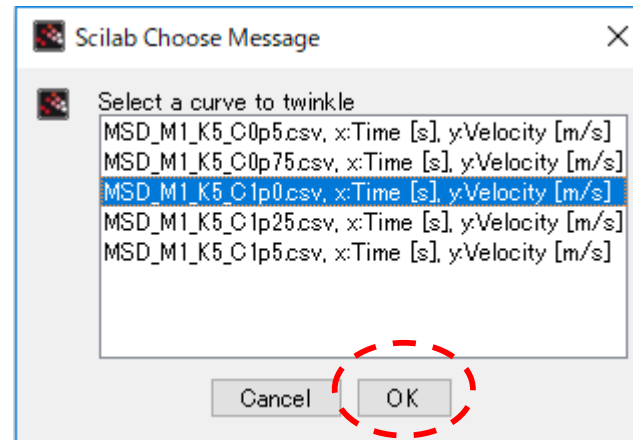 Scilab Choose Message
Select a curve to twinkle
MSD_M1_K5_C0p5.csv, x:Time [s], y:Velocity [m/s]
MSD_M1_K5_C0p75.csv, x:Time [s], y:Velocity [m/s]
MSD_M1_K5_C1p0.csv, x:Time [s], y:Velocity [m/s]
MSD_M1_K5_C1p25.csv, x:Time [s], y:Velocity [m/s]
MSD_M1_K5_C1p5.csv, x:Time [s], y:Velocity [m/s]
Cancel OK